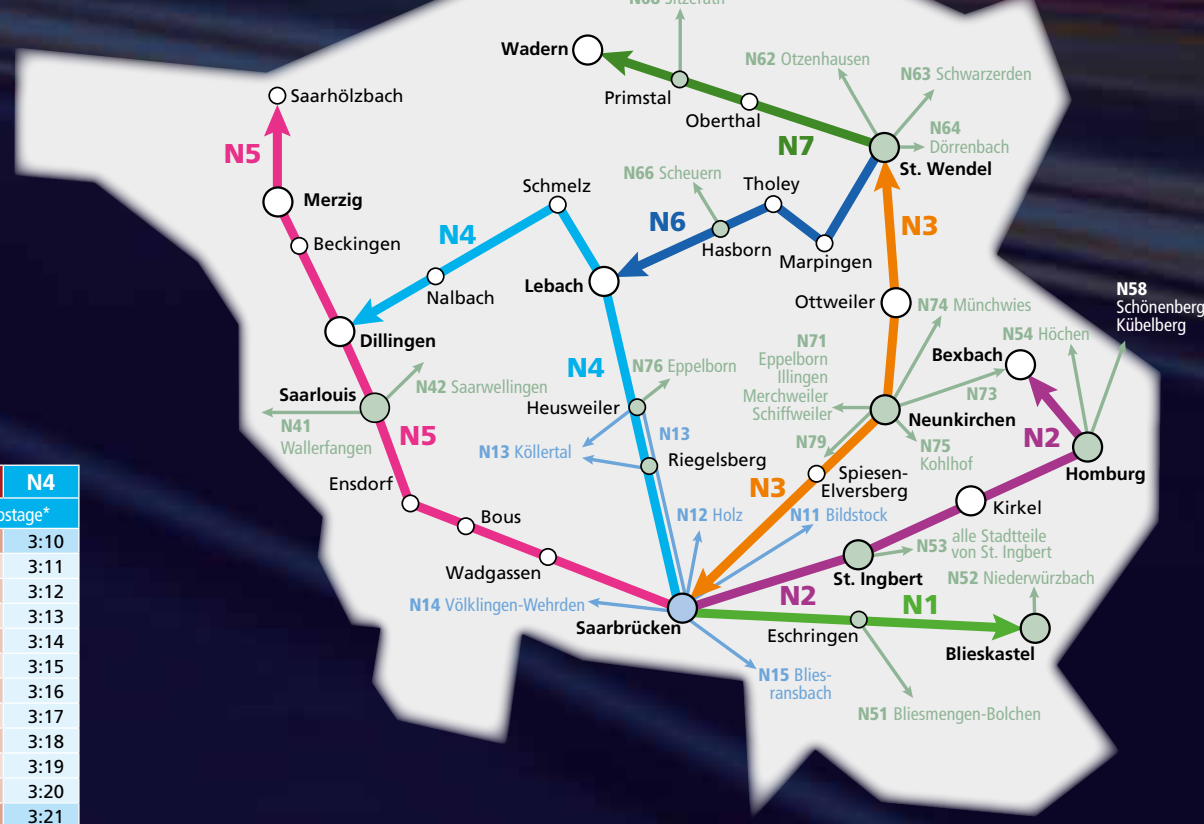 N68 Sitzerath
Wadern
N62 Otzenhausen
N63 Schwarzerden
Primstal
Oberthal
N64
Dörrenbach
N7
St. Wendel
Saarhölzbach
N5
Merzig
Beckingen
Schmelz
N4
Nalbach
Lebach
N66 Scheuern
Tholey
N6
Hasborn
Marpingen
N3
Ottweiler
N74 Münchwies
N58
Schönenberg
Kübelberg
N54 Höchen
Bexbach
N71
Eppelborn
Illingen
Merchweiler
Schiffweiler
N73
Dillingen
Saarlouis
N42 Saarwellingen
N41
Wallerfangen
N5
N4
N76 Eppelborn
Heusweiler
N13
N13 Köllertal
Riegelsberg
Neunkirchen
N79
N75
Kohlhof
N2
Homburg
Ensdorf
Bous
Wadgassen
N3
Spiesen-
Elversberg
Kirkel
N12 Holz
N11 Bildstock
N53
alle Stadtteile
von St. Ingbert
St. Ingbert
N52 Niederwürzbach
N14 Völklingen-Wehrden
Saarbrücken
N2
N1
Eschringen
Blieskastel
N15 Blies-
ransbach
N51 Bliesmengen-Bolchen
N4
ostage*
3:10
3:11
3:12
3:13
3:14
3:15
3:16
3:17
3:18
3:19
3:20
3:21